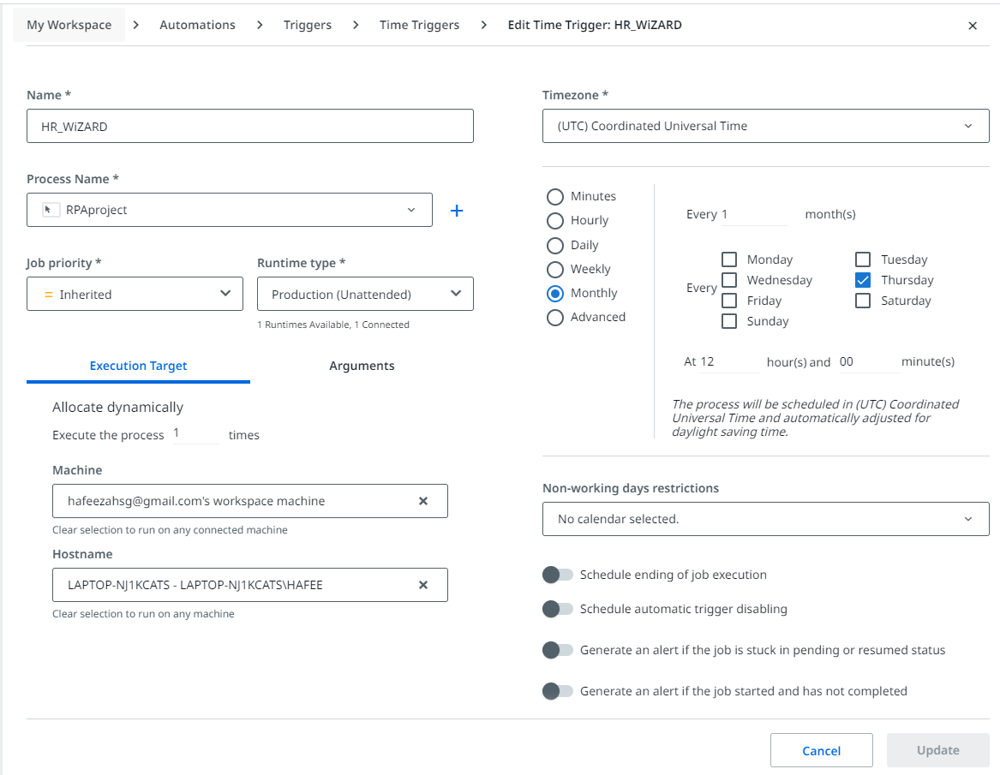 My Workspace > Automations > Triggers > Time Triggers > Edit Time Trigger: HR_WiZARD
Name *
HR_WiZARD
Process Name *
RPAproject
Job priority *
Runtime type *
Inherited
Production (Unattended)
1 Runtimes Available, 1 Connected
Execution Target
Arguments
Allocate dynamically
Execute the process 1 times
Machine
hafeezahsg@gmail.com's workspace machine
Clear selection to run on any connected machine
Hostname
LAPTOP-NJ1KCATS - LAPTOP-NJ1KCATS\HAFEE
Clear selection to run on any machine
Timezone *
(UTC) Coordinated Universal Time
Minutes
Hourly
Daily
Weekly
Monthly
Advanced
Every 1 month(s)
Every
Monday
Tuesday
Wednesday
Thursday
Friday
Saturday
Sunday
At 12 hour(s) and 00 minute(s)
The process will be scheduled in (UTC) Coordinated
Universal Time and automatically adjusted for
daylight saving time.
Non-working days restrictions
No calendar selected.
Schedule ending of job execution
Schedule automatic trigger disabling
Generate an alert if the job is stuck in pending or resumed status
Generate an alert if the job started and has not completed
Cancel
Update